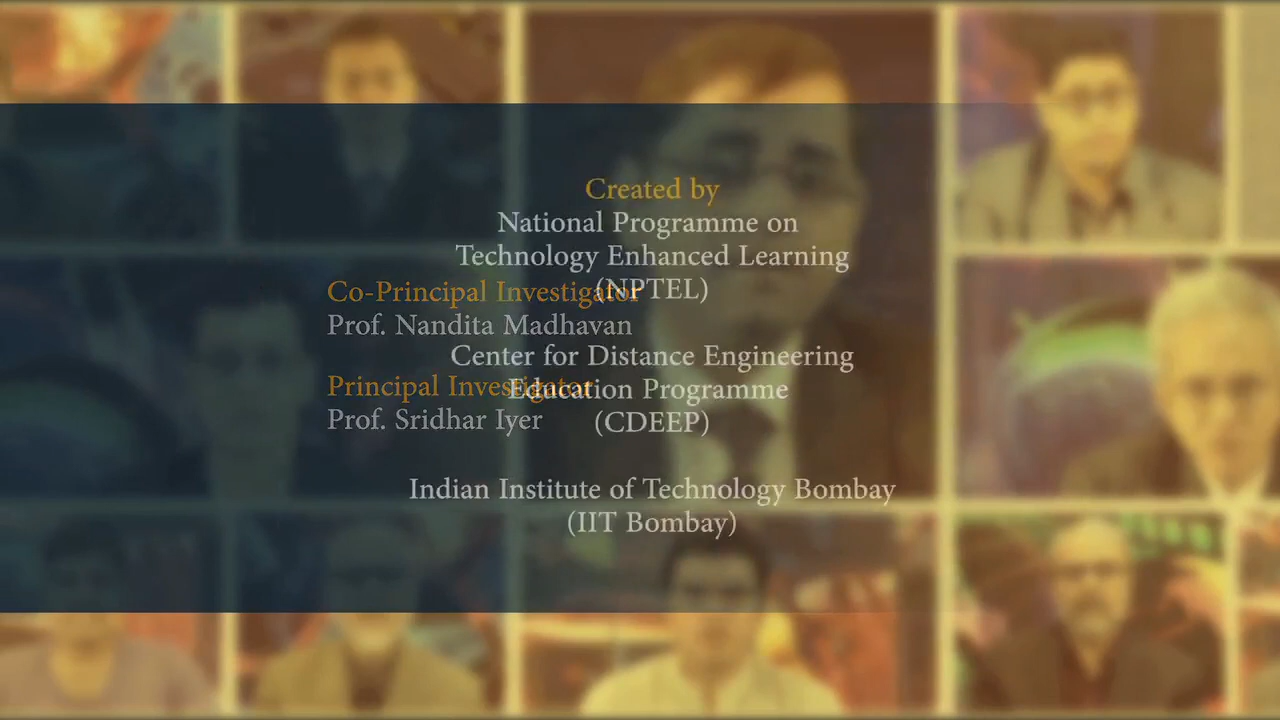 Created by
National Programme on
Technology Enhanced Learning
(NPTEL)
Co-Principal Investigator
Prof. Nandita Madhavan
Center for Distance Engineering
Education Programme
(CDEEP)
Principal Investigator
Prof. Sridhar Iyer
Indian Institute of Technology Bombay
(IIT Bombay)